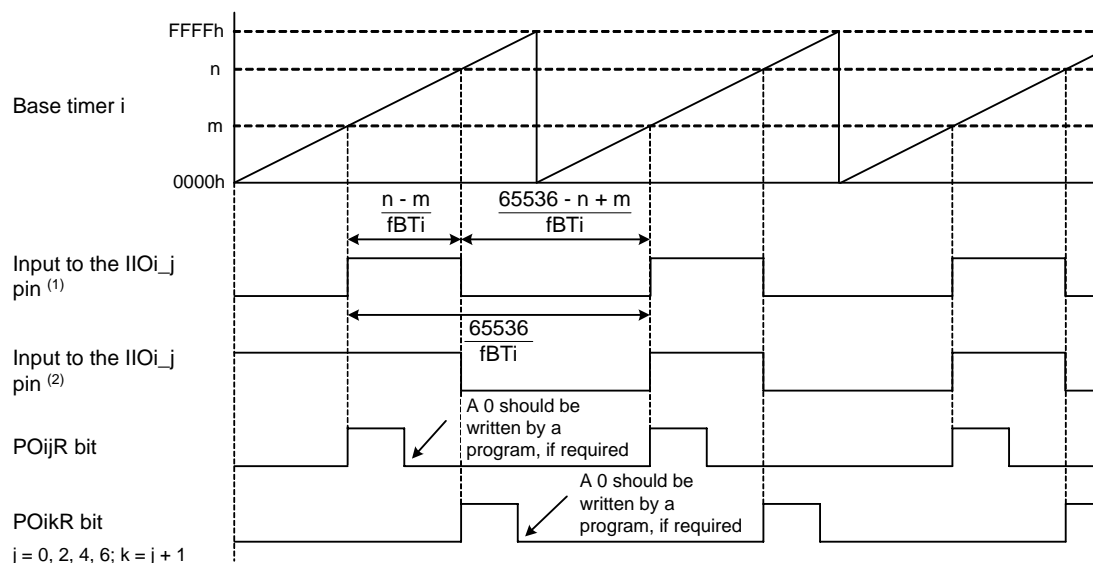 FFFFh
n
Base timer i
m
0000h
n - m
fBTi
65536 - n + m
fBTi
Input to the IIOi_j
pin (1)
65536
fBTi
Input to the IIOi_j
pin (2)
A 0 should be
written by a
program, if required
POijR bit
A 0 should be
written by a
program, if required
POikR bit
j = 0, 2, 4, 6; k = j + 1